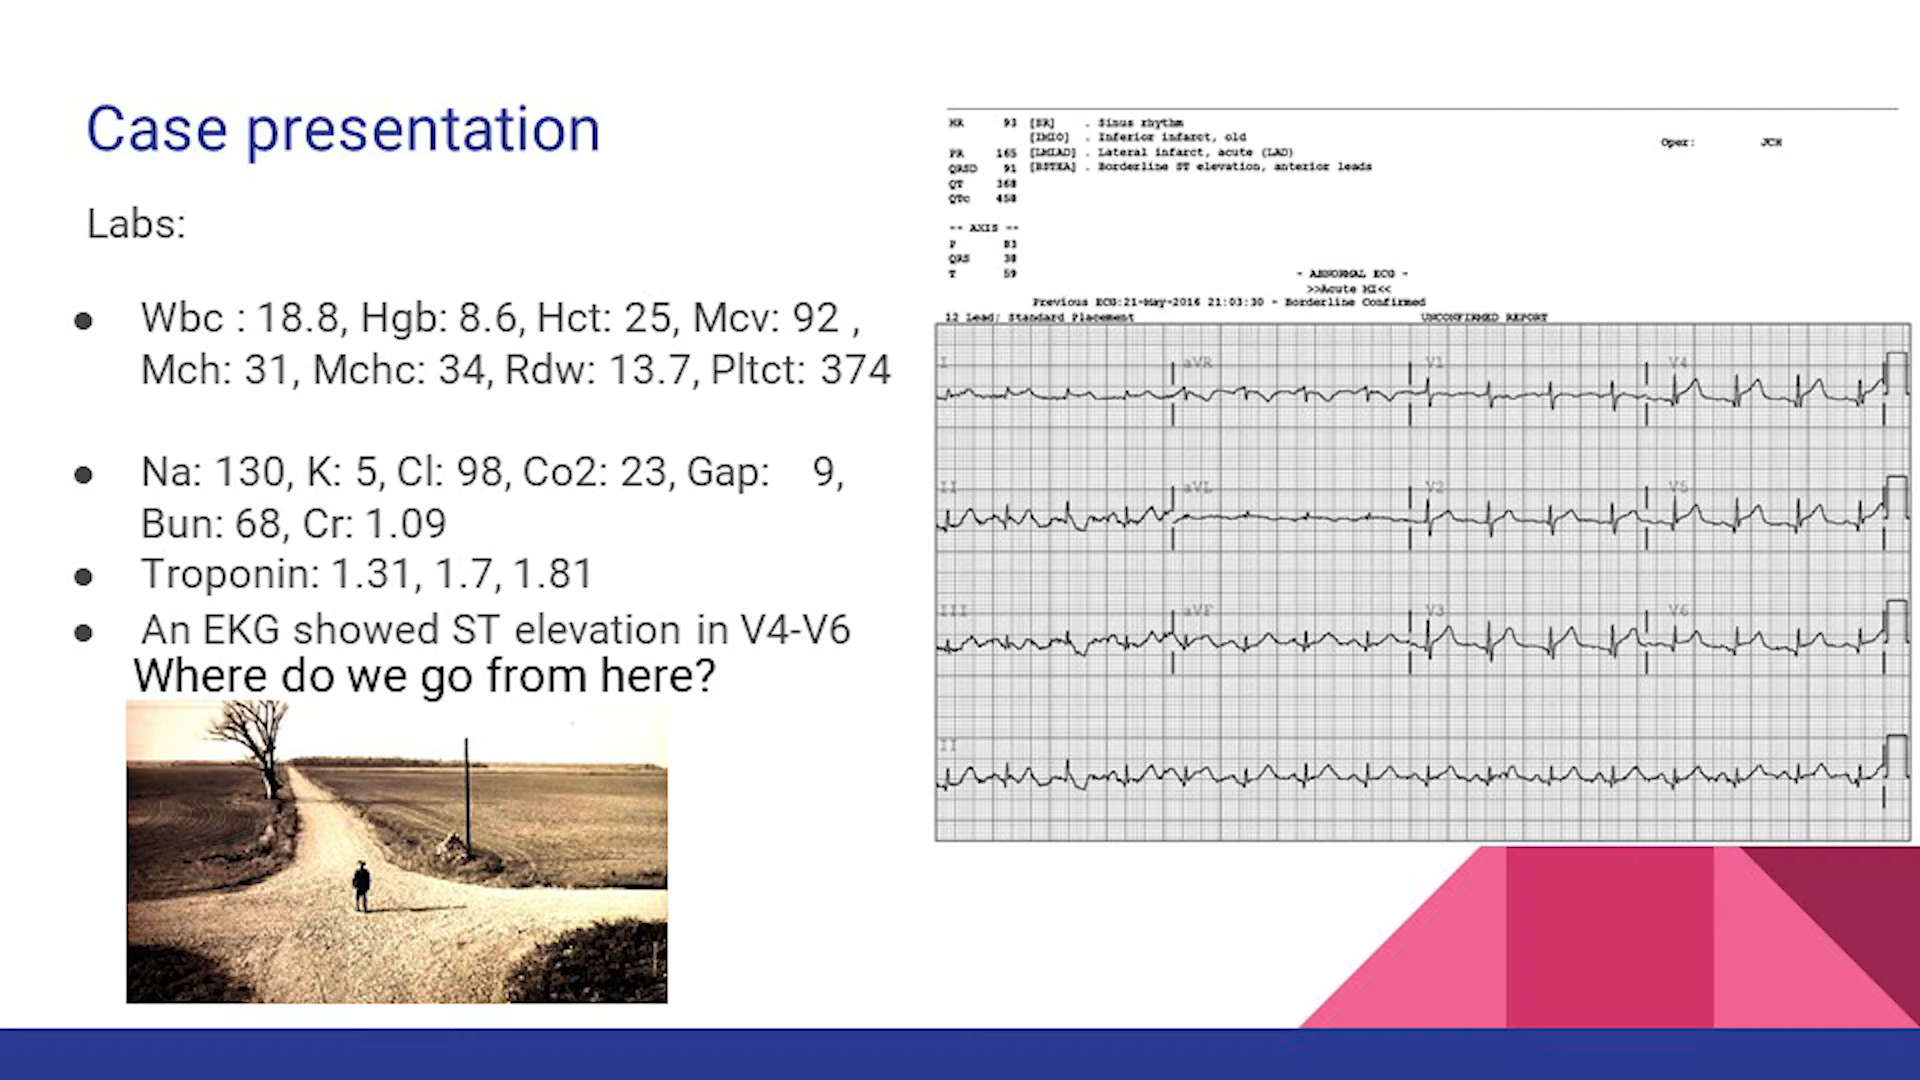 Case presentation
Labs:
● Wbc : 18.8, Hgb: 8.6, Hct: 25, Mcv: 92 ,
Mch: 31, Mchc: 34, Rdw: 13.7, Pltct: 374
● Na: 130, K: 5, Cl: 98, Co2: 23, Gap: 9,
Bun: 68, Cr: 1.09
● Troponin: 1.31, 1.7, 1.81
● An EKG showed ST elevation in V4-V6
Where do we go from here?
HR 93 [SR] . Sinus rhythm
[IMIO] . Inferior infarct, old
PR 165 [LMIAD] . Lateral infarct, acute (LAD)
QRSD 91 [BSTEA] . Borderline ST elevation, anterior leads
QT 368
QTc 458
Oper: JCH
-- AXIS --
P 83
QRS 38
T 59
- ABNORMAL ECG -
>>Acute MI<<
Previous ECG:21-May-2016 21:03:30 - Borderline Confirmed
12 Lead; Standard Placement UNCONFIRMED REPORT
I aVR V1 V4
II aVL V2 V5
III aVF V3 V6
II